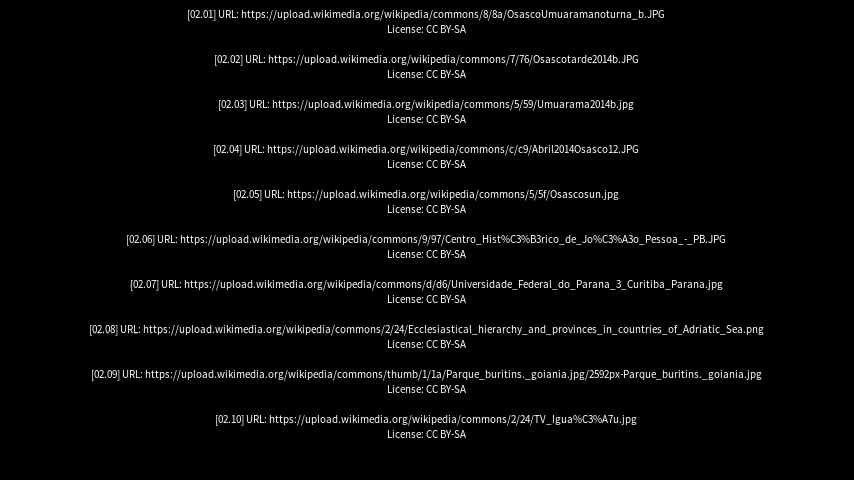 [02.01] URL: https://upload.wikimedia.org/wikipedia/commons/8/8a/OsascoUmuaramanoturna_b.JPG
License: CC BY-SA
[02.02] URL: https://upload.wikimedia.org/wikipedia/commons/7/76/Osascotarde2014b.JPG
License: CC BY-SA
[02.03] URL: https://upload.wikimedia.org/wikipedia/commons/5/59/Umuarama2014b.jpg
License: CC BY-SA
[02.04] URL: https://upload.wikimedia.org/wikipedia/commons/c/c9/Abril2014Osasco12.JPG
License: CC BY-SA
[02.05] URL: https://upload.wikimedia.org/wikipedia/commons/5/5f/Osascosun.jpg
License: CC BY-SA
[02.06] URL: https://upload.wikimedia.org/wikipedia/commons/9/97/Centro_Hist%C3%B3rico_de_Jo%C3%A3o_Pessoa_-_PB.JPG
License: CC BY-SA
[02.07] URL: https://upload.wikimedia.org/wikipedia/commons/d/d6/Universidade_Federal_do_Parana_3_Curitiba_Parana.jpg
License: CC BY-SA
[02.08] URL: https://upload.wikimedia.org/wikipedia/commons/2/24/Ecclesiastical_hierarchy_and_provinces_in_countries_of_Adriatic_Sea.png
License: CC BY-SA
[02.09] URL: https://upload.wikimedia.org/wikipedia/commons/thumb/1/1a/Parque_buritins._goiania.jpg/2592px-Parque_buritins._goiania.jpg
License: CC BY-SA
[02.10] URL: https://upload.wikimedia.org/wikipedia/commons/2/24/TV_Igua%C3%A7u.jpg
License: CC BY-SA